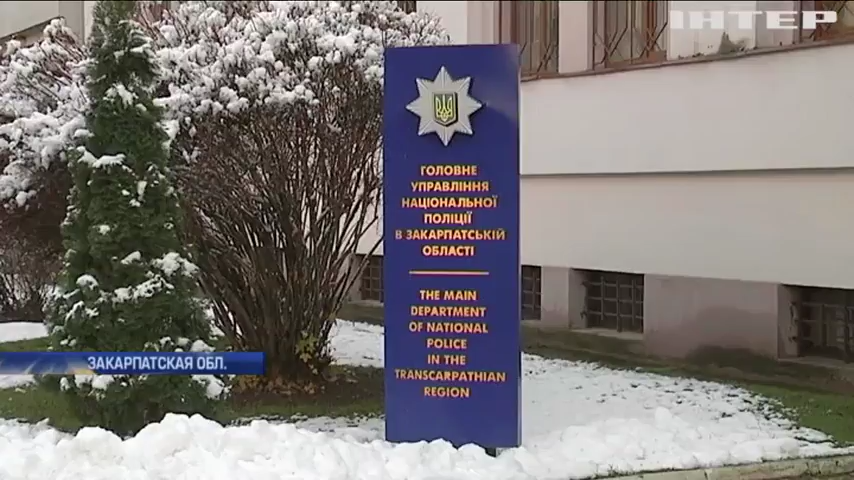 ІНТЕР
ГОЛОВНЕ
УПРАВЛІННЯ
НАЦІОНАЛЬНОЇ
ПОЛІЦІЇ
В ЗАКАРПАТСЬКІЙ
ОБЛАСТІ
THE MAIN
DEPARTMENT
OF NATIONAL
POLICE
IN THE
TRANSCARPATHIAN
REGION
ЗАКАРПАТСКАЯ ОБЛ.